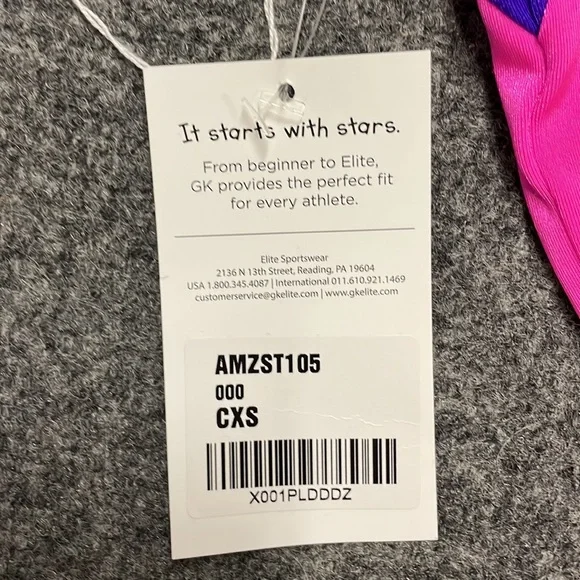 It starts with stars.
From beginner to Elite,
GK provides the perfect fit
for every athlete.
Elite Sportswear
2136 N 13th Street, Reading, PA 19604
USA 1.800.345.4087 | International 011.610.921.1469
customerservice@gkelite.com | www.gkelite.com
AMZST105
000
CXS
X001PLDDDZ